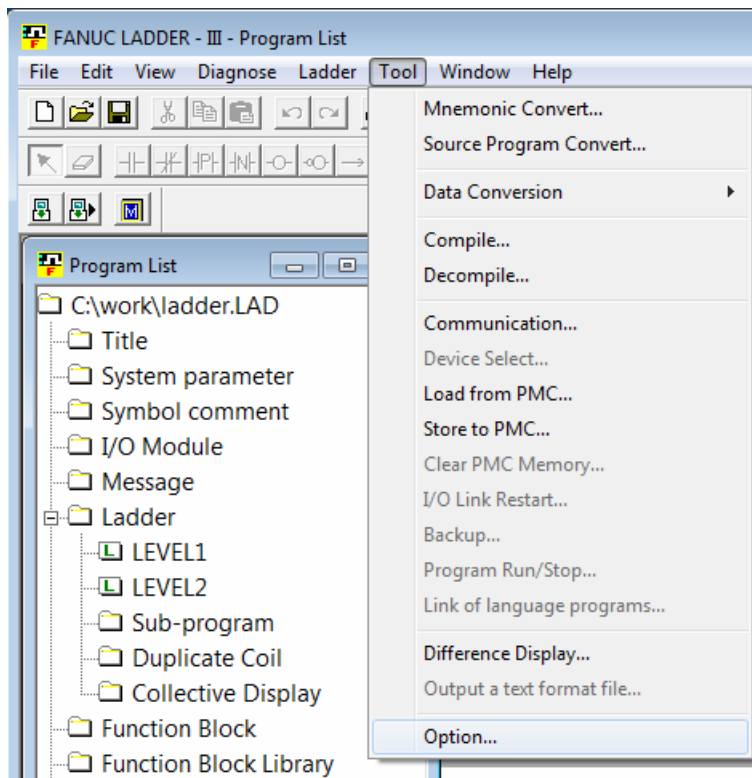 FANUC LADDER - III - Program List
File Edit View Diagnose Ladder Tool Window Help
Mnemonic Convert...
Source Program Convert...
Data Conversion
Compile...
Decompile...
Communication...
Device Select...
Load from PMC...
Store to PMC...
Clear PMC Memory...
I/O Link Restart...
Backup...
Program Run/Stop...
Link of language programs...
Difference Display...
Output a text format file...
Option...
Program List
C:\work\ladder.LAD
Title
System parameter
Symbol comment
I/O Module
Message
Ladder
L LEVEL1
L LEVEL2
Sub-program
Duplicate Coil
Collective Display
Function Block
Function Block Library